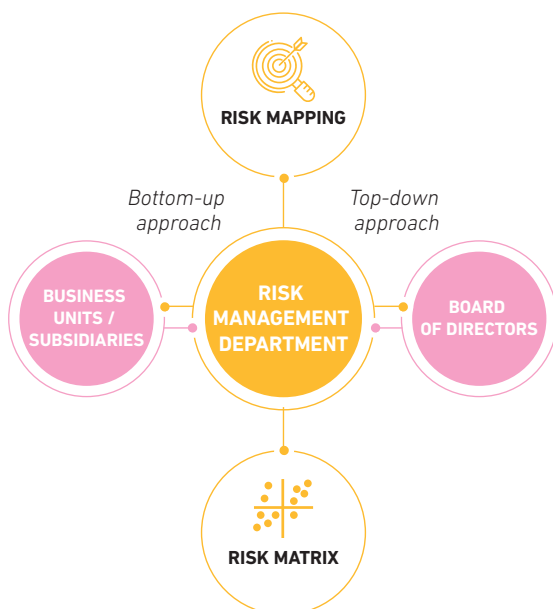 RISK MAPPING
Bottom-up
approach
Top-down
approach
BUSINESS
UNITS /
SUBSIDIARIES
RISK
MANAGEMENT
DEPARTMENT
BOARD
OF DIRECTORS
RISK MATRIX